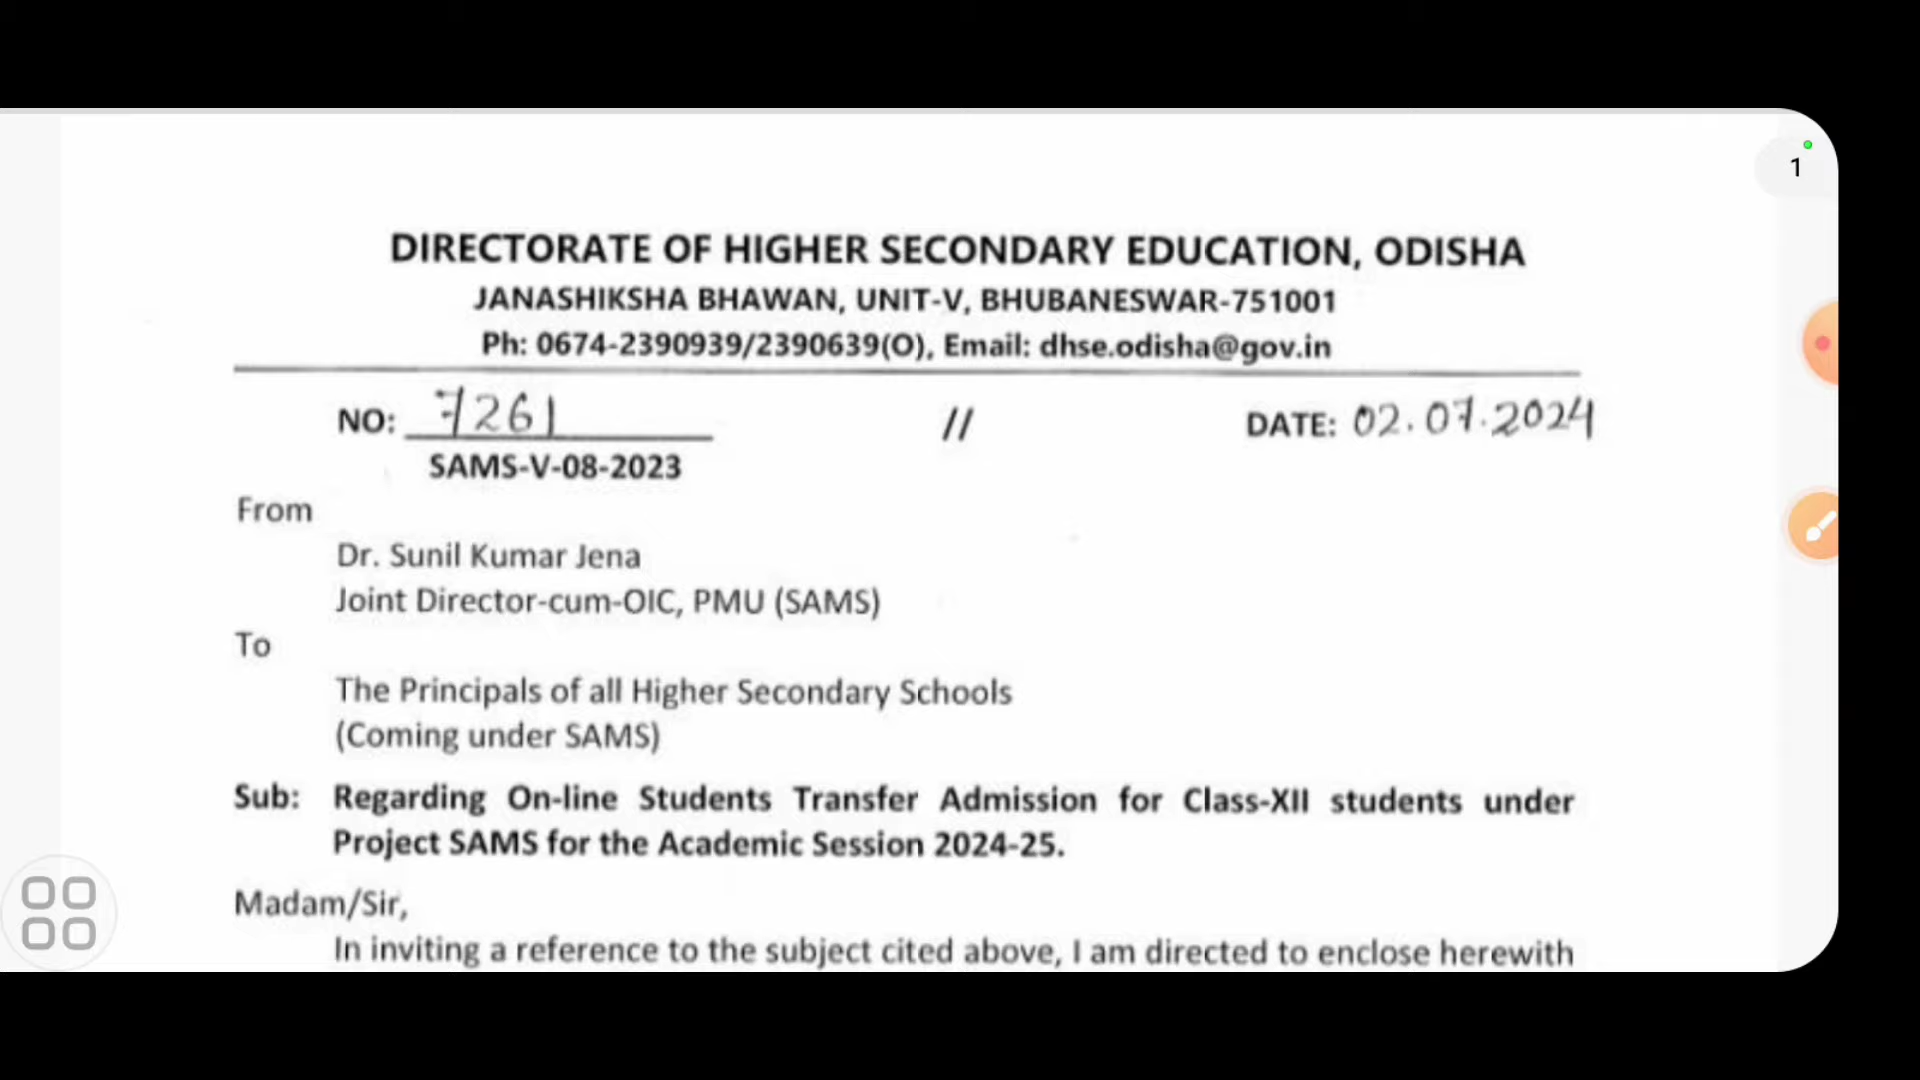 1
DIRECTORATE OF HIGHER SECONDARY EDUCATION, ODISHA
JANASHIKSHA BHAWAN, UNIT-V, BHUBANESWAR-751001
Ph: 0674-2390939/2390639(O), Email: dhse.odisha@gov.in
NO: 7261 // DATE: 02.07.2024
SAMS-V-08-2023
From
Dr. Sunil Kumar Jena
Joint Director-cum-OIC, PMU (SAMS)
To
The Principals of all Higher Secondary Schools
(Coming under SAMS)
Sub: Regarding On-line Students Transfer Admission for Class-XII students under
Project SAMS for the Academic Session 2024-25.
Madam/Sir,
In inviting a reference to the subject cited above, I am directed to enclose herewith